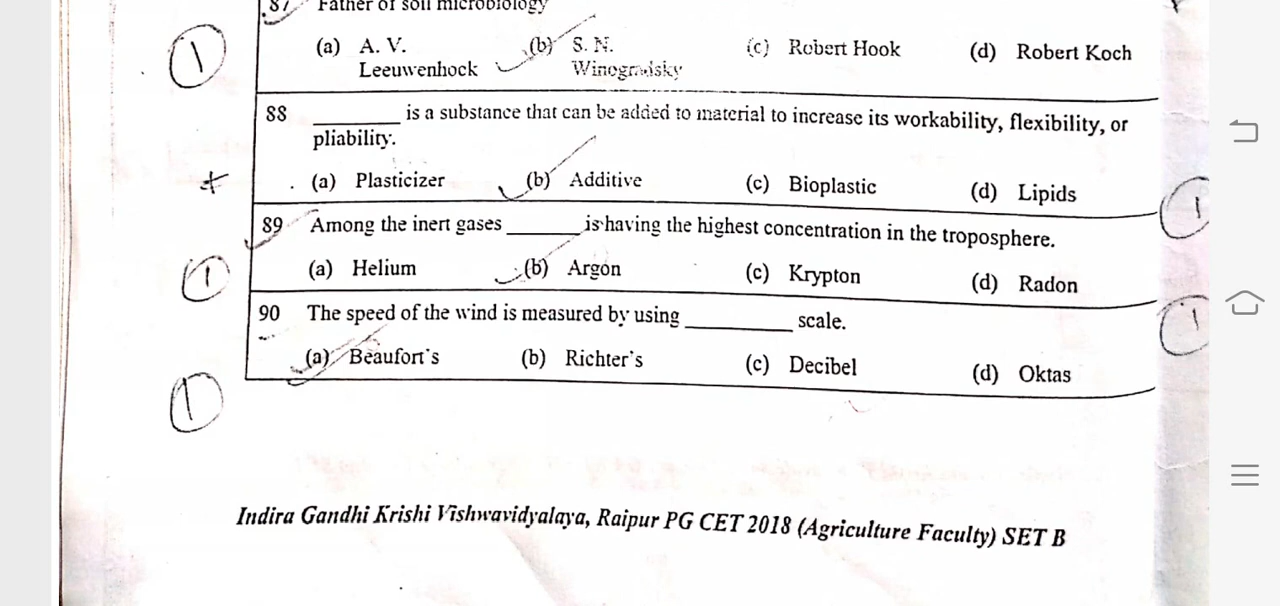 87 Father of soil microbiology
(a) A. V. (b) S. N. (c) Robert Hook (d) Robert Koch
Leeuwenhock Winogradsky
88 ________ is a substance that can be added to material to increase its workability, flexibility, or
pliability.
(a) Plasticizer (b) Additive (c) Bioplastic (d) Lipids
89 Among the inert gases _______ is having the highest concentration in the troposphere.
(a) Helium (b) Argon (c) Krypton (d) Radon
90 The speed of the wind is measured by using __________ scale.
(a) Beaufort's (b) Richter's (c) Decibel (d) Oktas
Indira Gandhi Krishi Vishwavidyalaya, Raipur PG CET 2018 (Agriculture Faculty) SET B